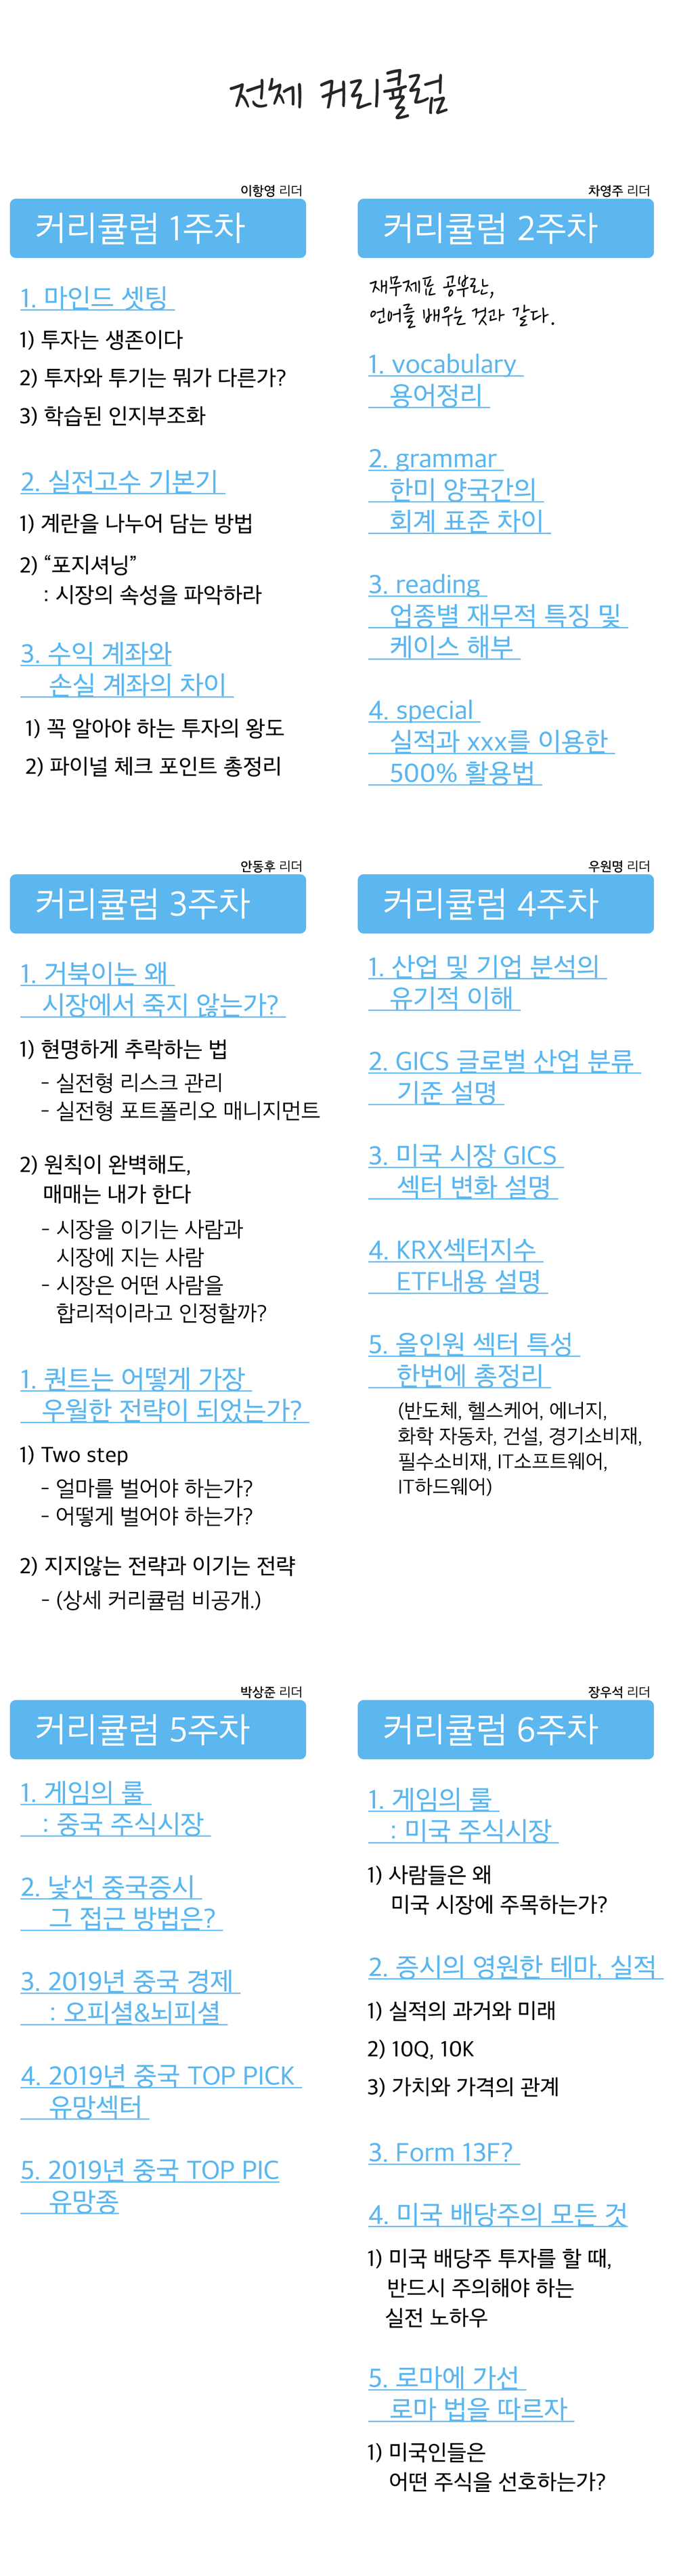 전체 커리큘럼
이항영 리더
커리큘럼 1주차
1. 마인드 셋팅
1) 투자는 생존이다
2) 투자와 투기는 뭐가 다른가?
3) 학습된 인지부조화
2. 실전고수 기본기
1) 계란을 나누어 담는 방법
2) “포지셔닝”
: 시장의 속성을 파악하라
3. 수익 계좌와
손실 계좌의 차이
1) 꼭 알아야 하는 투자의 왕도
2) 파이널 체크 포인트 총정리
차영주 리더
커리큘럼 2주차
재무제표 공부란,
언어를 배우는 것과 같다.
1. vocabulary
용어정리
2. grammar
한미 양국간의
회계 표준 차이
3. reading
업종별 재무적 특징 및
케이스 해부
4. special
실적과 xxx를 이용한
500% 활용법
안동후 리더
커리큘럼 3주차
1. 거북이는 왜
시장에서 죽지 않는가?
1) 현명하게 추락하는 법
- 실전형 리스크 관리
- 실전형 포트폴리오 매니지먼트
2) 원칙이 완벽해도,
매매는 내가 한다
- 시장을 이기는 사람과
시장에 지는 사람
- 시장은 어떤 사람을
합리적이라고 인정할까?
1. 퀀트는 어떻게 가장
우월한 전략이 되었는가?
1) Two step
- 얼마를 벌어야 하는가?
- 어떻게 벌어야 하는가?
2) 지지않는 전략과 이기는 전략
- (상세 커리큘럼 비공개.)
우원명 리더
커리큘럼 4주차
1. 산업 및 기업 분석의
유기적 이해
2. GICS 글로벌 산업 분류
기준 설명
3. 미국 시장 GICS
섹터 변화 설명
4. KRX섹터지수
ETF내용 설명
5. 올인원 섹터 특성
한번에 총정리
(반도체, 헬스케어, 에너지,
화학 자동차, 건설, 경기소비재,
필수소비재, IT소프트웨어,
IT하드웨어)
박상준 리더
커리큘럼 5주차
1. 게임의 룰
: 중국 주식시장
2. 낯선 중국증시
그 접근 방법은?
3. 2019년 중국 경제
: 오피셜&뇌피셜
4. 2019년 중국 TOP PICK
유망섹터
5. 2019년 중국 TOP PIC
유망종
장우석 리더
커리큘럼 6주차
1. 게임의 룰
: 미국 주식시장
1) 사람들은 왜
미국 시장에 주목하는가?
2. 증시의 영원한 테마, 실적
1) 실적의 과거와 미래
2) 10Q, 10K
3) 가치와 가격의 관계
3. Form 13F?
4. 미국 배당주의 모든 것
1) 미국 배당주 투자를 할 때,
반드시 주의해야 하는
실전 노하우
5. 로마에 가선
로마 법을 따르자
1) 미국인들은
어떤 주식을 선호하는가?